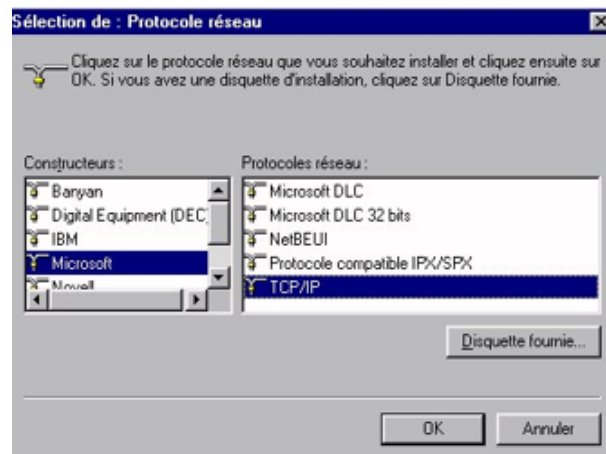 Sélection de : Protocole réseau
Cliquez sur le protocole réseau que vous souhaitez installer et cliquez ensuite sur
OK. Si vous avez une disquette d'installation, cliquez sur Disquette fournie.
Constructeurs :
Banyan
Digital Equipment (DEC)
IBM
Microsoft
Novell
Protocoles réseau :
Microsoft DLC
Microsoft DLC 32 bits
NetBEUI
Protocole compatible IPX/SPX
TCP/IP
Disquette fournie...
OK
Annuler